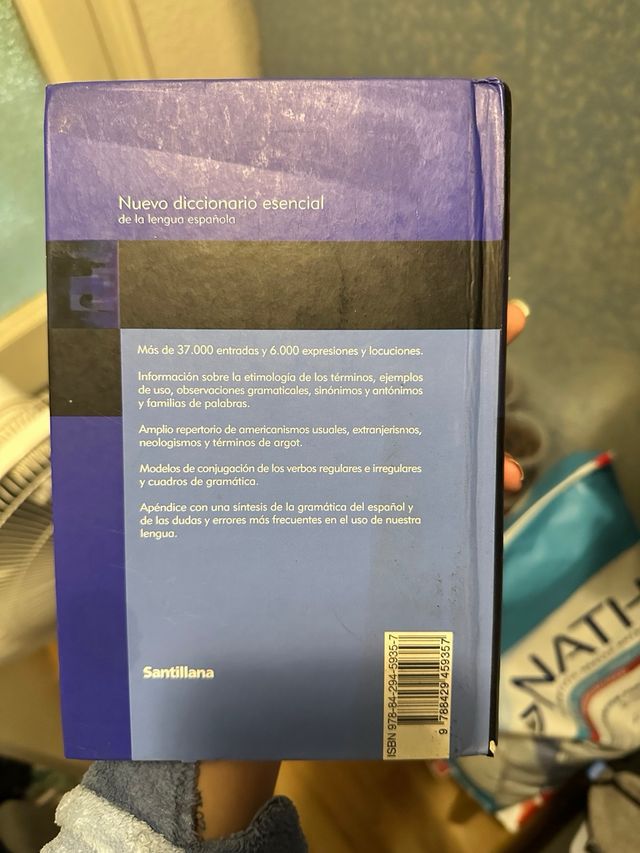 Nuevo diccionario esencial
de la lengua española
Más de 37.000 entradas y 6.000 expresiones y locuciones.
Información sobre la etimología de los términos, ejemplos
de uso, observaciones gramaticales, sinónimos y antónimos
y familias de palabras.
Amplio repertorio de americanismos usuales, extranjerismos,
neologismos y términos de argot.
Modelos de conjugación de los verbos regulares e irregulares
y cuadros de gramática.
Apéndice con una síntesis de la gramática del español y
de las dudas y errores más frecuentes en el uso de nuestra
lengua.
Santillana
ISBN 978-84-294-5935-7
9 788429 459357
NATH